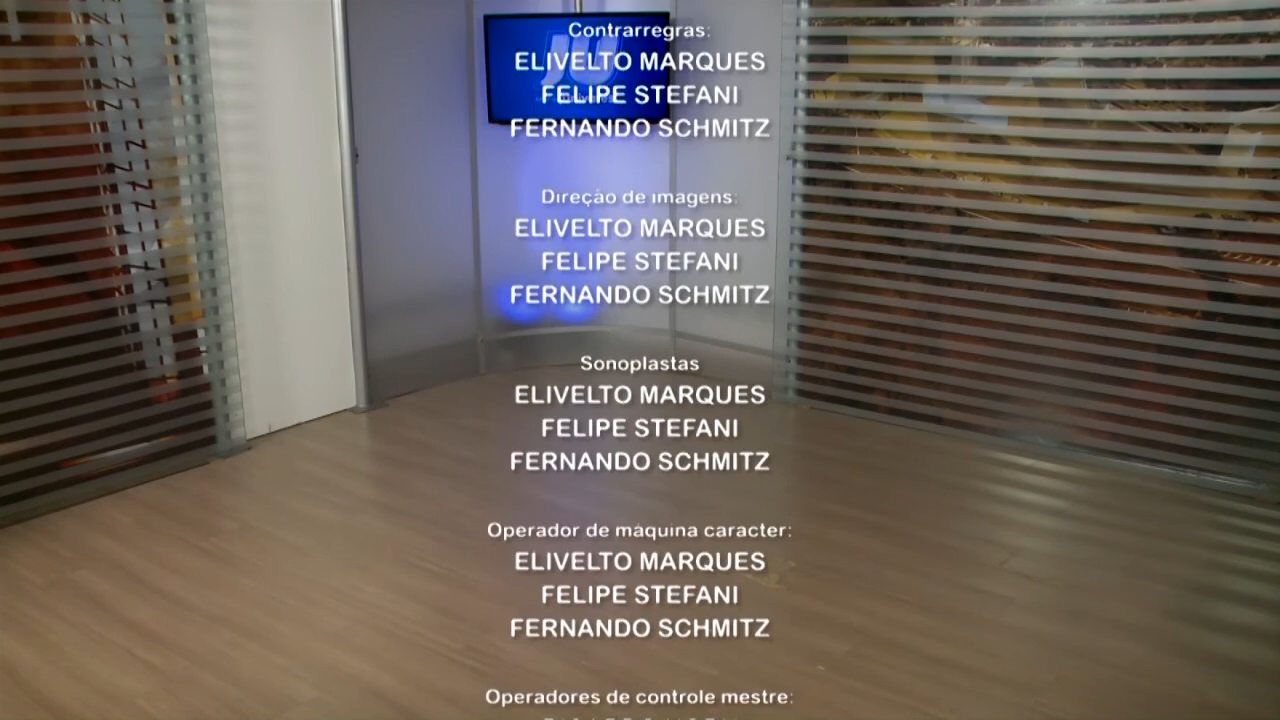 JU
Contrarregras:
ELIVELTO MARQUES
FELIPE STEFANI
FERNANDO SCHMITZ
Direção de imagens:
ELIVELTO MARQUES
FELIPE STEFANI
FERNANDO SCHMITZ
Sonoplastas
ELIVELTO MARQUES
FELIPE STEFANI
FERNANDO SCHMITZ
Operador de máquina caracter:
ELIVELTO MARQUES
FELIPE STEFANI
FERNANDO SCHMITZ
Operadores de controle mestre: